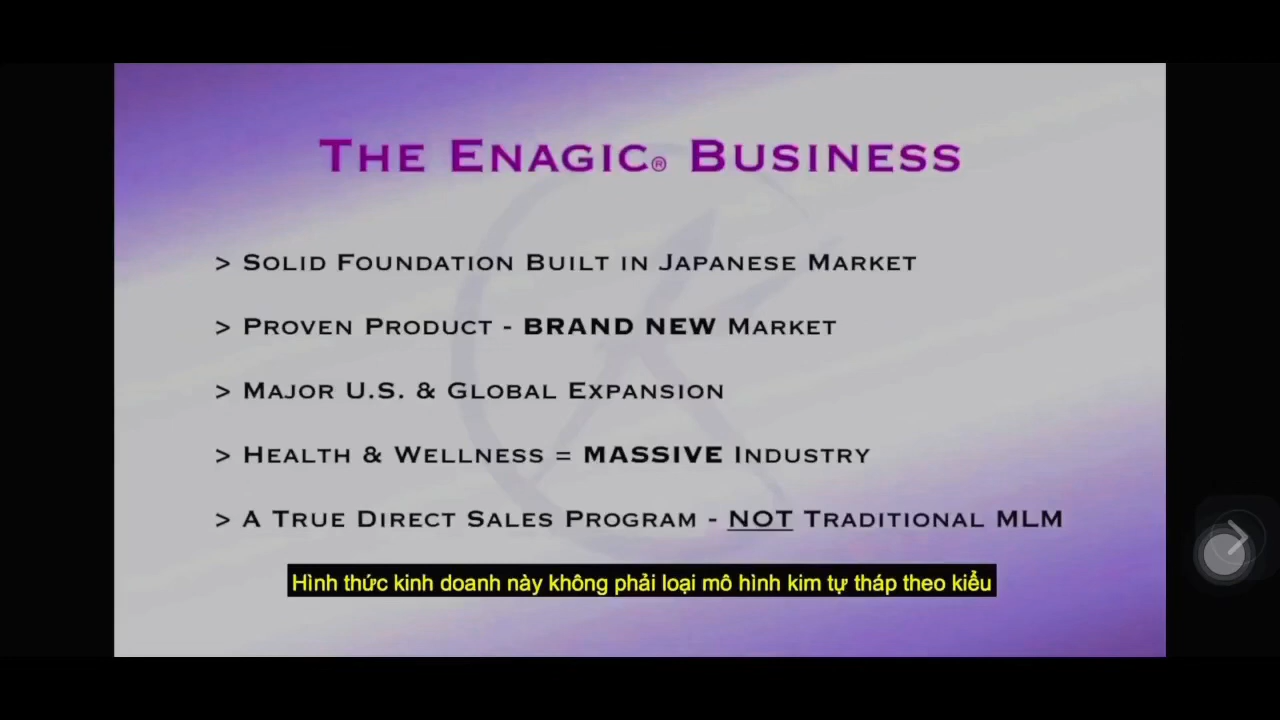 THE ENAGIC® BUSINESS
> SOLID FOUNDATION BUILT IN JAPANESE MARKET
> PROVEN PRODUCT - BRAND NEW MARKET
> MAJOR U.S. & GLOBAL EXPANSION
> HEALTH & WELLNESS = MASSIVE INDUSTRY
> A TRUE DIRECT SALES PROGRAM - NOT TRADITIONAL MLM
Hình thức kinh doanh này không phải loại mô hình kim tự tháp theo kiểu